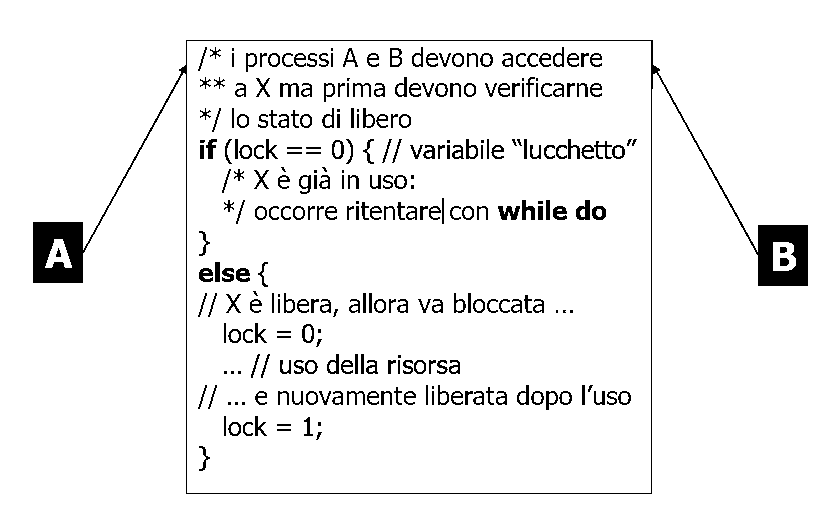 /* i processi A e B devono accedere
** a X ma prima devono verificarne
*/ lo stato di libero
if (lock == 0) { // variabile “lucchetto”
/* X è già in uso:
*/ occorre ritentare con while do
}
else {
// X è libera, allora va bloccata ...
lock = 0;
... // uso della risorsa
// ... e nuovamente liberata dopo l’uso
lock = 1;
}
A
B